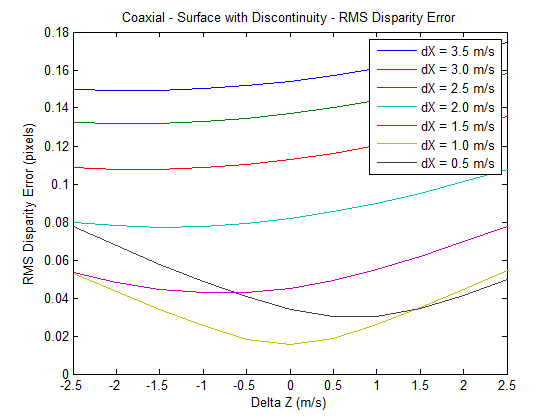 Coaxial - Surface with Discontinuity - RMS Disparity Error
RMS Disparity Error (pixels)
0.18
0.16
0.14
0.12
0.1
0.08
0.06
0.04
0.02
0
dX = 3.5 m/s
dX = 3.0 m/s
dX = 2.5 m/s
dX = 2.0 m/s
dX = 1.5 m/s
dX = 1.0 m/s
dX = 0.5 m/s
-2.5 -2 -1.5 -1 -0.5 0 0.5 1 1.5 2 2.5
Delta Z (m/s)